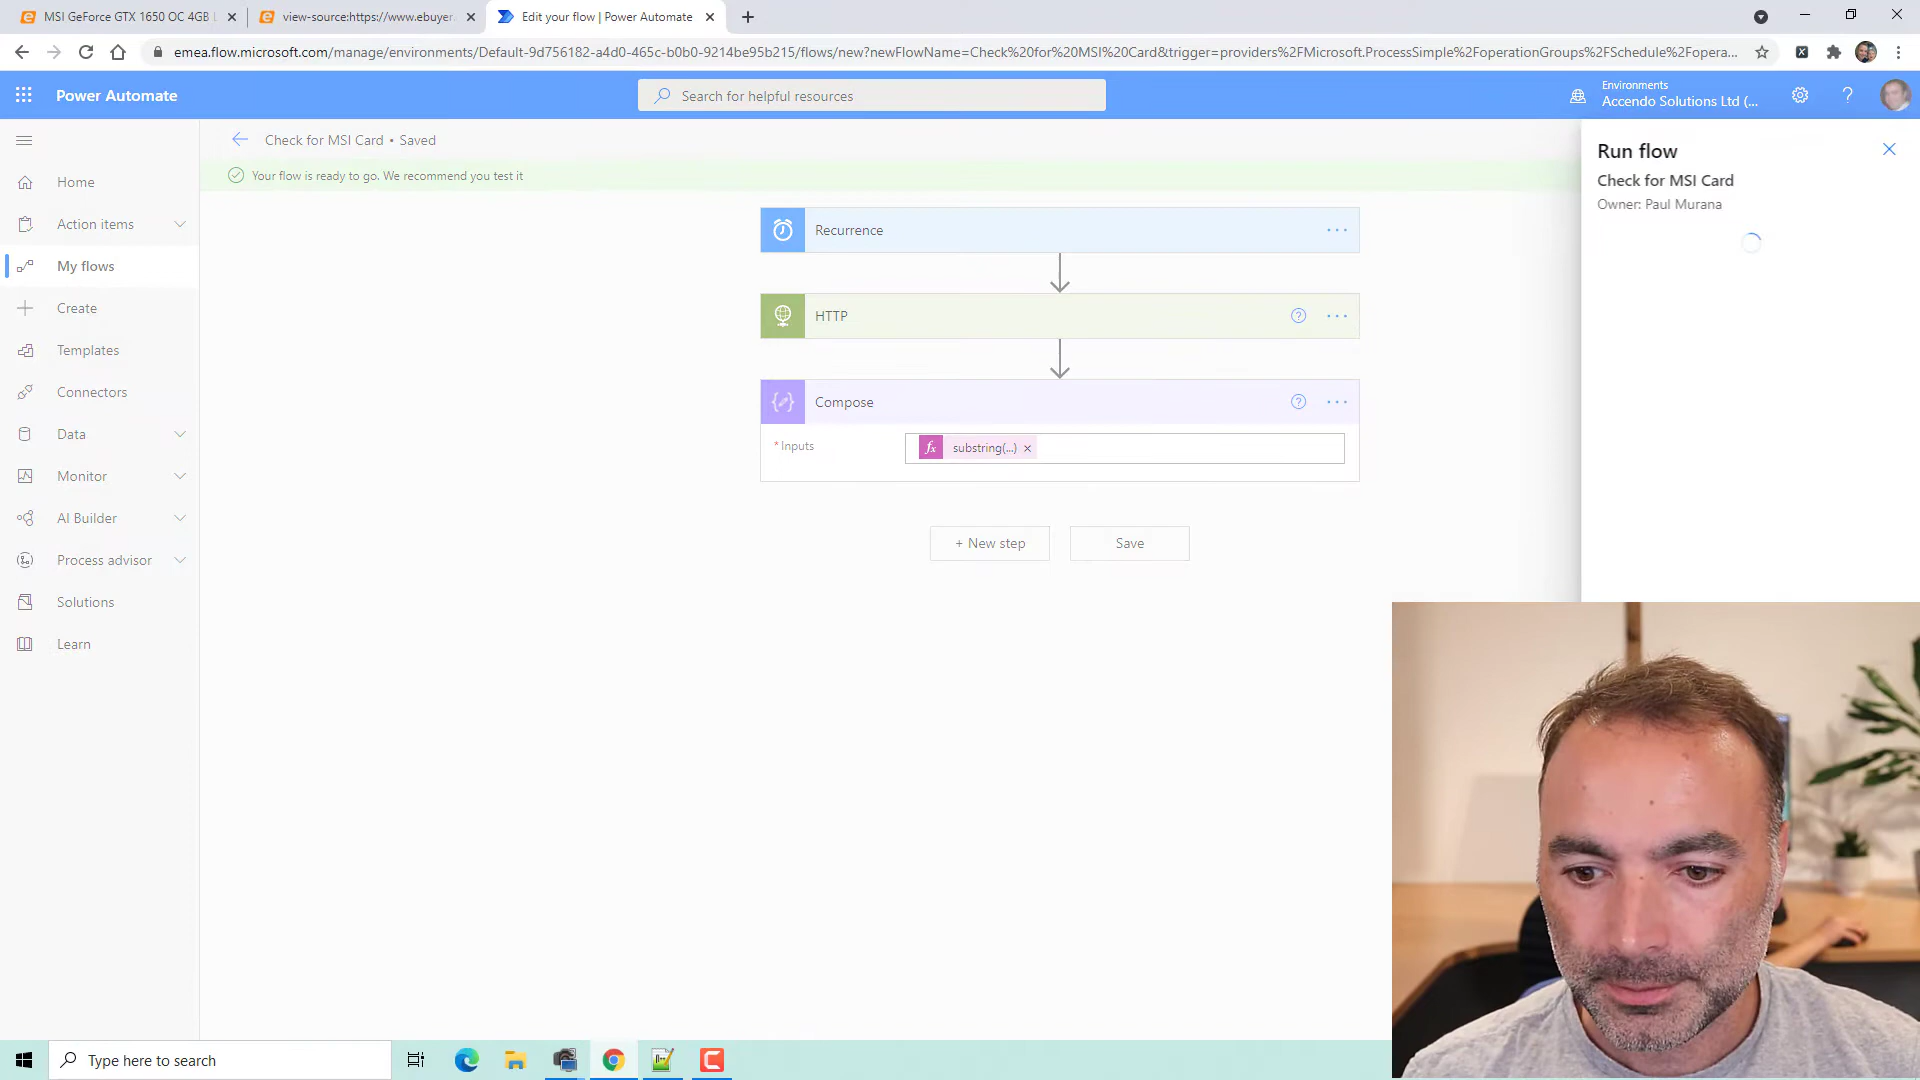 MSI GeForce GTX 1650 OC 4GB
view-source:https://www.ebuyer
Edit your flow | Power Automate
emea.flow.microsoft.com/manage/environments/Default-9d756182-a4d0-465c-b0b0-9214be95b215/flows/new?newFlowName=Check%20for%20MSI%20Card&trigger=providers%2FMicrosoft.ProcessSimple%2FoperationGroups%2FSchedule%2Fopera...
Power Automate
Search for helpful resources
Environments
Accendo Solutions Ltd (...
Check for MSI Card • Saved
Your flow is ready to go. We recommend you test it
Home
Action items
My flows
Create
Templates
Connectors
Data
Monitor
AI Builder
Process advisor
Solutions
Learn
Recurrence
HTTP
Compose
* Inputs
fx substring(...) ×
+ New step
Save
Run flow
Check for MSI Card
Owner: Paul Murana
Type here to search